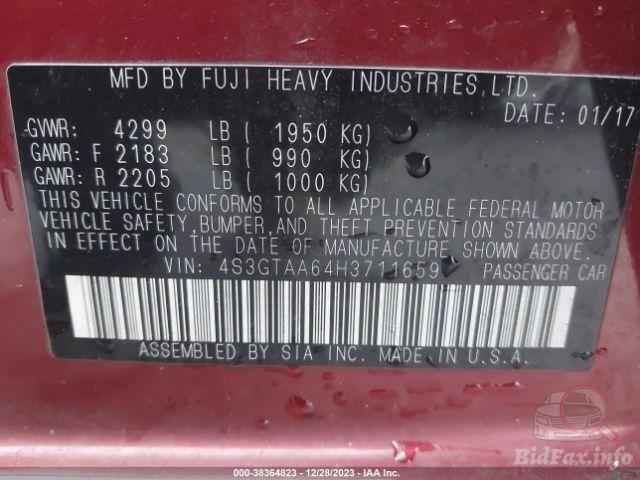 MFD BY FUJI HEAVY INDUSTRIES, LTD.
DATE: 01/17
GVWR: 4299 LB ( 1950 KG)
GAWR: F 2183 LB ( 990 KG)
GAWR: R 2205 LB ( 1000 KG)
THIS VEHICLE CONFORMS TO ALL APPLICABLE FEDERAL MOTOR
VEHICLE SAFETY, BUMPER, AND THEFT PREVENTION STANDARDS
IN EFFECT ON THE DATE OF MANUFACTURE SHOWN ABOVE.
VIN: 4S3GTAA64H3711659 PASSENGER CAR
ASSEMBLED BY SIA INC. MADE IN U.S.A.
BidFax.info
© 000-38364823 - 12/28/2023 - IAA Inc.